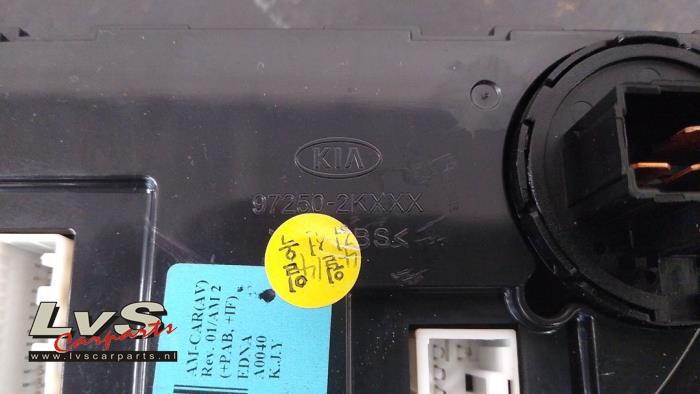 KIA
97250-2KXXX
BS<
AM-CAR(AV)
Rev. 01/AM 2
(+PAB, -IF)
EDNA
A0040
K.J.Y
LvS
Carparts
www.lvscarparts.nl